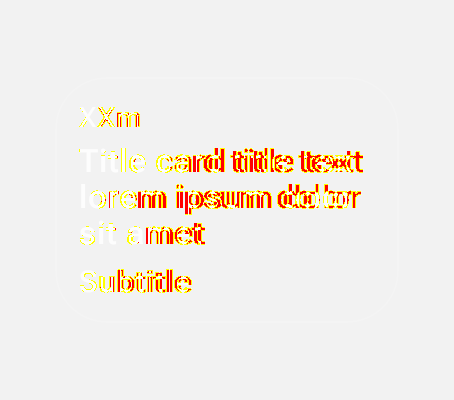 XXm
Title card title text
lorem ipsum dolor
sit amet
Subtitle